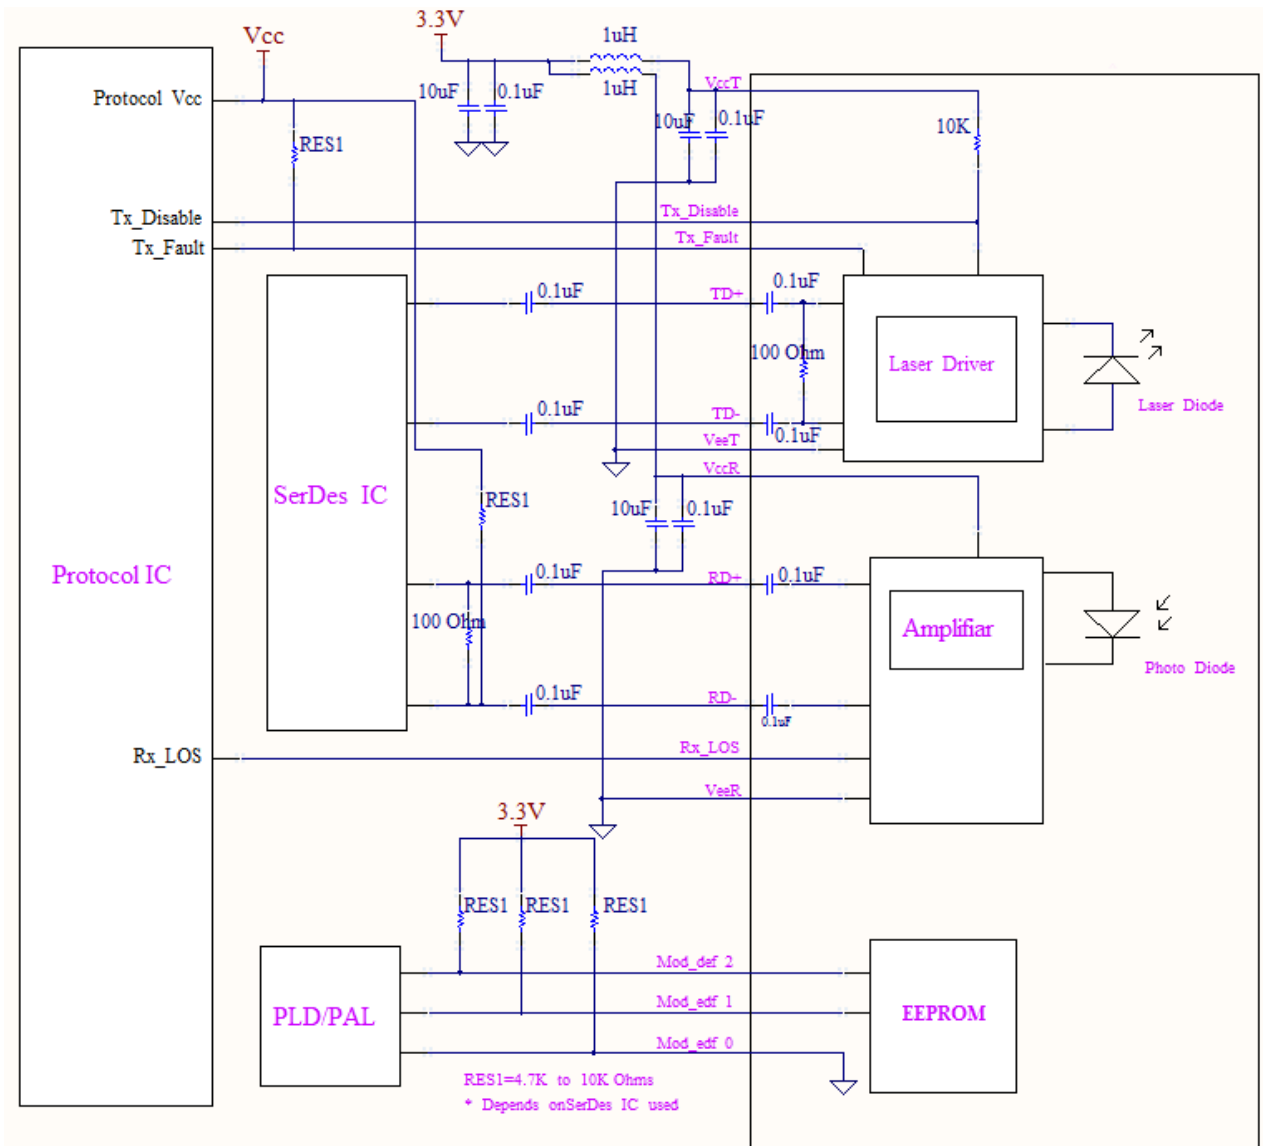 3.3V
1uH
Vcc
1uH
VccT
Protocol Vcc
10uF
0.1uF
10uF
0.1uF
10K
RES1
Tx_Disable
Tx_Disable
Tx_Fault
Tx_Fault
0.1uF
TD+
0.1uF
100 Ohm
Laser Driver
0.1uF
TD-
Laser Diode
0.1uF
VeeT
VccR
SerDes IC
RES1
10uF
0.1uF
Protocol IC
0.1uF
RD+
0.1uF
100 Ohm
Amplifiar
Photo Diode
0.1uF
RD-
0.1uF
Rx_LOS
Rx_LOS
VeeR
3.3V
RES1
RES1
RES1
Mod_def 2
PLD/PAL
Mod_edf 1
EEPROM
Mod_edf 0
RES1=4.7K to 10K Ohms
* Depends onSerDes IC used